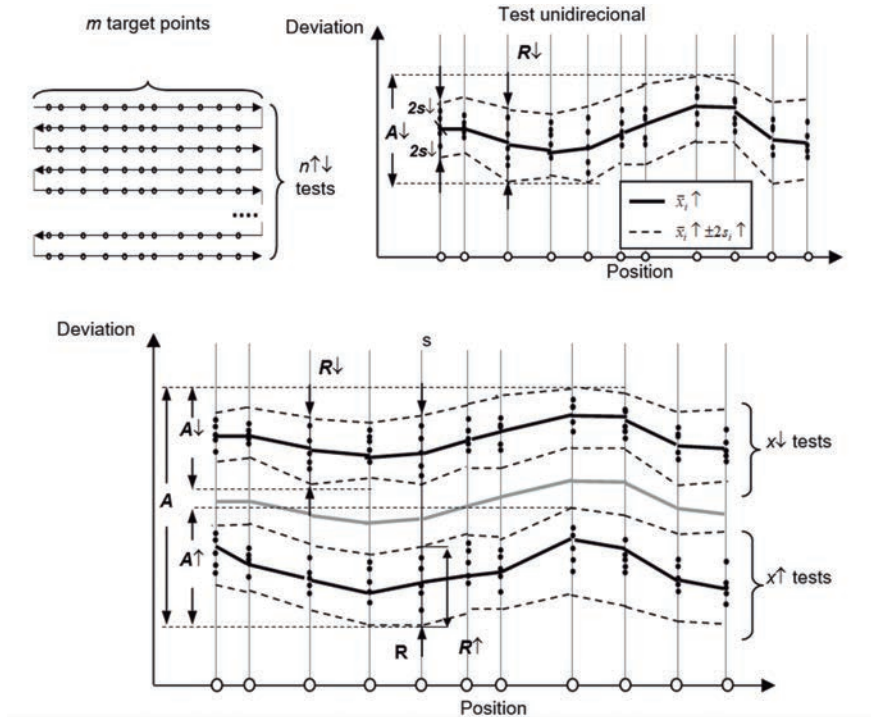 m target points
n↑↓
tests
Test unidirecional
Deviation
R↓
2s↓
A↓
2s↓
x̄ᵢ↑
x̄ᵢ↑±2sᵢ↑
Position
Deviation
s
R↓
A↓
x↓ tests
A
A↑
x↑ tests
R
R↑
Position